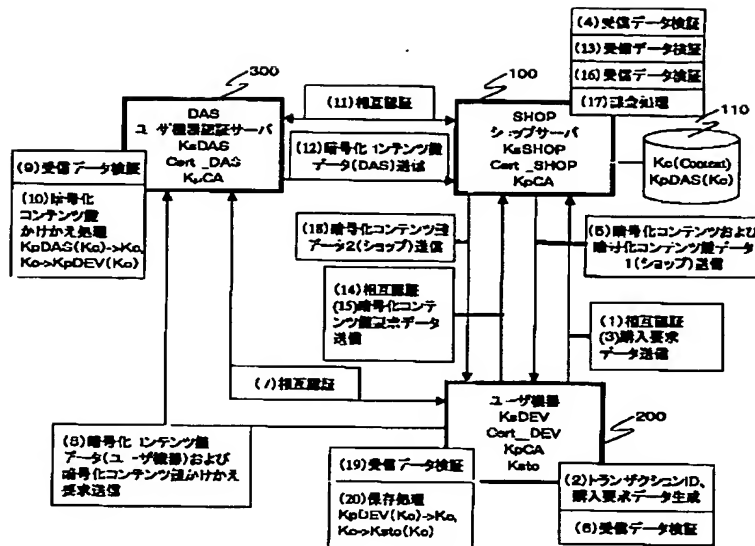 300
DAS
ユーザ機器認証サーバ
KsDAS
Cert_DAS
KpCA
(9)受信データ検証
(10)暗号化
コンテンツ鍵
かけかえ処理
KpDAS(Kc)->Kc,
Kc->KpDEV(Kc)
(11)相互認証
(12)暗号化コンテンツ鍵
データ(DAS)送信
100
SHOP
ショップサーバ
KsSHOP
Cert_SHOP
KpCA
(4)受信データ検証
(13)受信データ検証
(16)受信データ検証
(17)課金処理
110
Kc(Content)
KpDAS(Kc)
(18)暗号化コンテンツ鍵
データ2(ショップ)送信
(5)暗号化コンテンツおよび
暗号化コンテンツ鍵データ
1(ショップ)送信
(14)相互認証
(15)暗号化コンテ
ンツ鍵要求データ
送信
(1)相互認証
(3)購入要求
データ送信
(7)相互認証
(8)暗号化コンテンツ鍵
データ(ユーザ機器)および
暗号化コンテンツ鍵かけかえ
要求送信
200
ユーザ機器
KsDEV
Cert_DEV
KpCA
Ksto
(19)受信データ検証
(20)保存処理
KpDEV(Kc)->Kc,
Kc->Ksto(Kc)
(2)トランザクションID、
購入要求データ生成
(6)受信データ検証